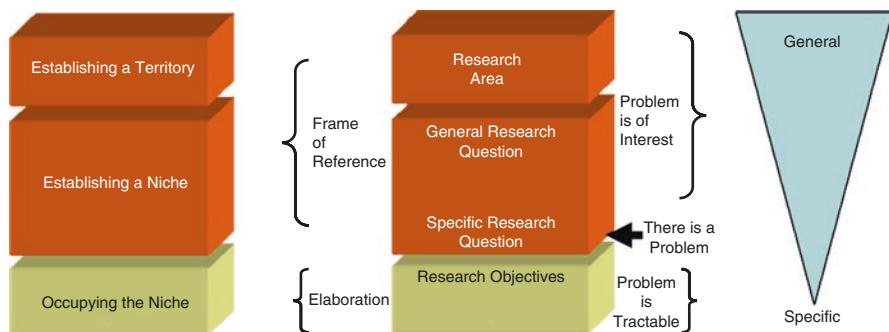 Establishing a Territory
Establishing a Niche
Occupying the Niche
Frame
of
Reference
Elaboration
Research
Area
General Research
Question
Specific Research
Question
Research Objectives
Problem
is of
Interest
There is a
Problem
Problem
is
Tractable
General
Specific